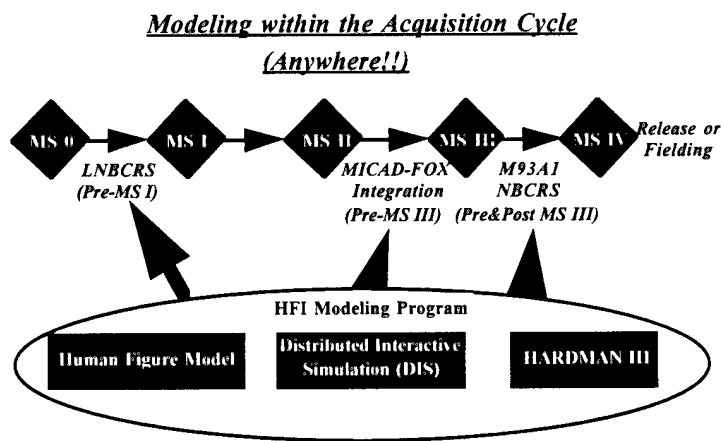 Modeling within the Acquisition Cycle
(Anywhere!!)
MS 0
MS I
MS II
MS III
MS IV
Release or
Fielding
LNBCRS
(Pre-MS I)
MICAD-FOX
Integration
(Pre-MS III)
M93A1
NBCRS
(Pre&Post MS III)
HFI Modeling Program
Human Figure Model
Distributed Interactive
Simulation (DIS)
HARDMAN III